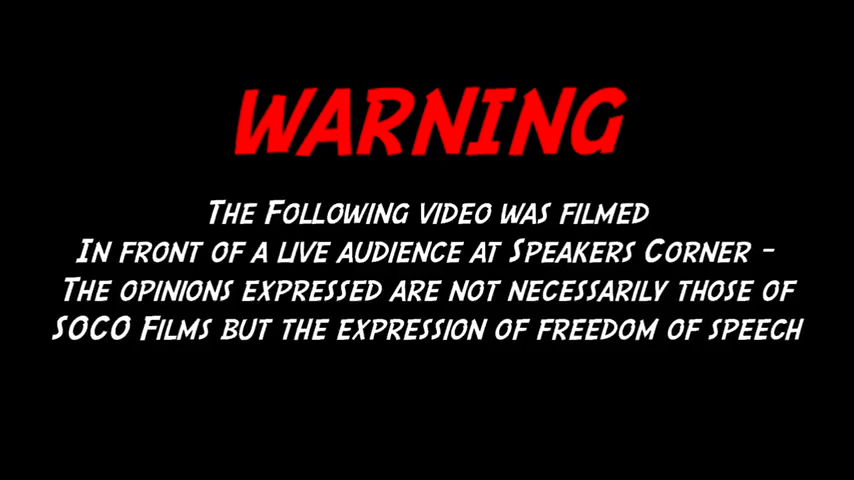 WARNING
THE FOLLOWING VIDEO WAS FILMED
IN FRONT OF A LIVE AUDIENCE AT SPEAKERS CORNER -
THE OPINIONS EXPRESSED ARE NOT NECESSARILY THOSE OF
SOCO FILMS BUT THE EXPRESSION OF FREEDOM OF SPEECH